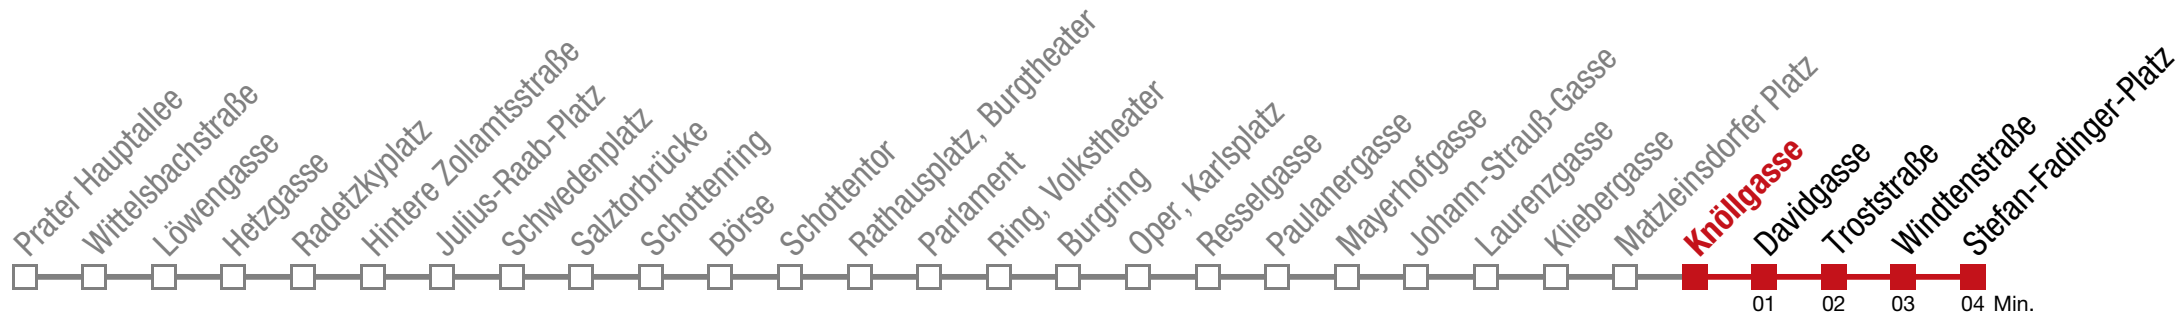 Prater Hauptallee
Wittelsbachstraße
Löwengasse
Hetzgasse
Radetzkyplatz
Hintere Zollamtsstraße
Julius-Raab-Platz
Schwedenplatz
Salztorbrücke
Schottenring
Börse
Schottentor
Rathausplatz, Burgtheater
Parlament
Ring, Volkstheater
Burgring
Oper, Karlsplatz
Resselgasse
Paulanergasse
Mayerhofgasse
Johann-Strauß-Gasse
Laurenzgasse
Kliebergasse
Matzleinsdorfer Platz
Knöllgasse
Davidgasse
Troststraße
Windtenstraße
Stefan-Fadinger-Platz
01 02 03 04 Min.